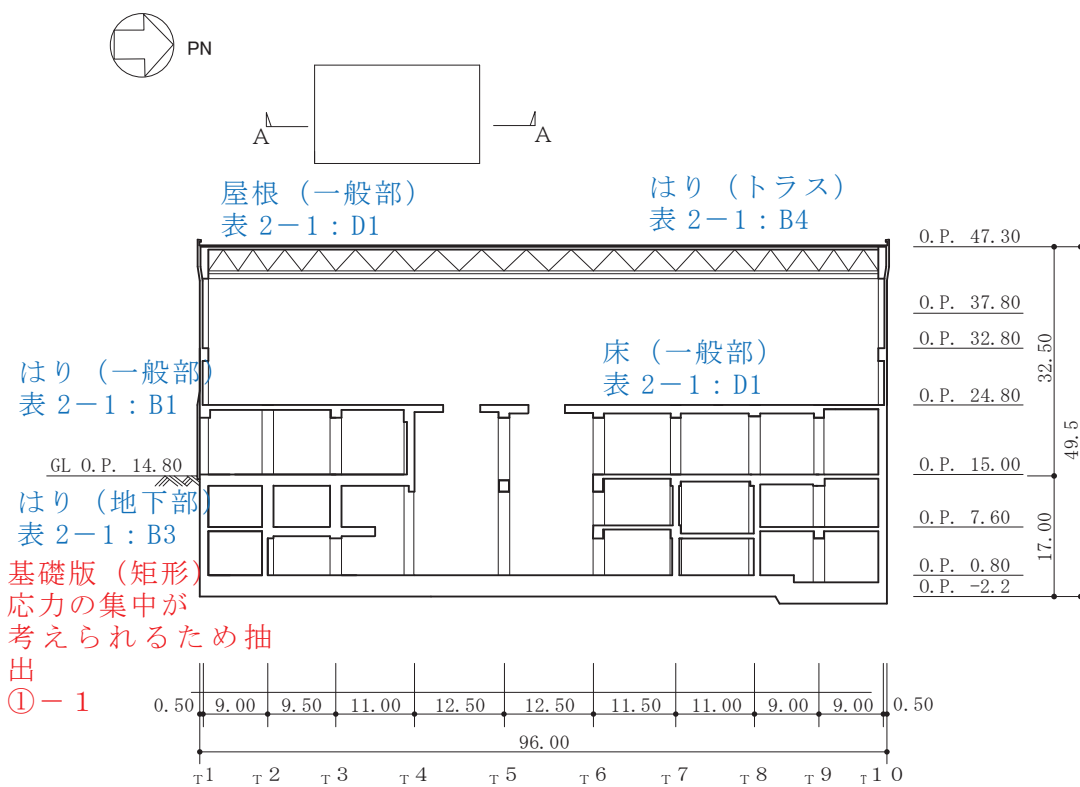 PN
A A
屋根（一般部）
表 2－1：D1
はり（トラス）
表 2－1：B4
O.P. 47.30
O.P. 37.80
O.P. 32.80
32.50
床（一般部）
表 2－1：D1
はり（一般部）
表 2－1：B1
O.P. 24.80
49.5
GL O.P. 14.80
O.P. 15.00
はり（地下部）
表 2－1：B3
O.P. 7.60
17.00
O.P. 0.80
O.P. -2.2
基礎版（矩形）
応力の集中が
考えられるため抽
出
①－1
0.50 9.00 9.50 11.00 12.50 12.50 11.50 11.00 9.00 9.00 0.50
96.00
T1 T2 T3 T4 T5 T6 T7 T8 T9 T10